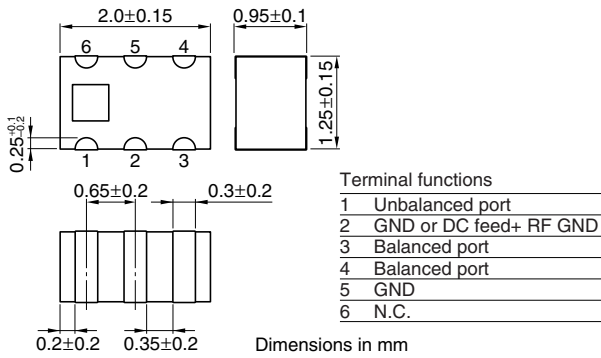 2.0±0.15
0.95±0.1
6 5 4
1.25±0.15
0.25+0.1−0.2
1 2 3
0.65±0.2
0.3±0.2
0.2±0.2
0.35±0.2
Dimensions in mm
Terminal functions
1 Unbalanced port
2 GND or DC feed+ RF GND
3 Balanced port
4 Balanced port
5 GND
6 N.C.